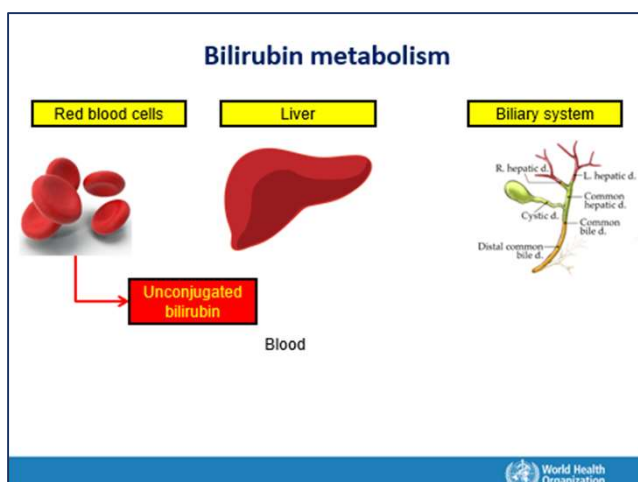 Bilirubin metabolism
Red blood cells
Liver
Biliary system
R. hepatic d.
L. hepatic d.
Common
hepatic d.
Cystic d.
Common
bile d.
Distal common
bile d.
Unconjugated
bilirubin
Blood
World Health
Organization